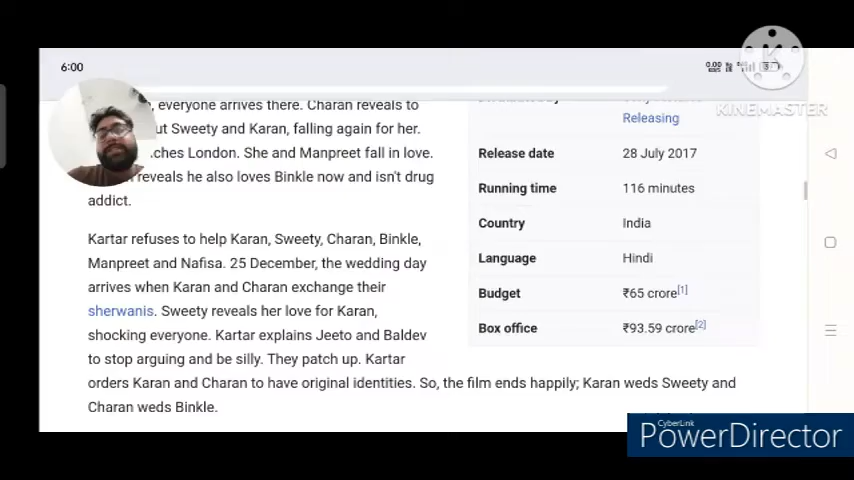 6:00
KINEMASTER
everyone arrives there. Charan reveals to
Sweety and Karan, falling again for her.
London. She and Manpreet fall in love.
reveals he also loves Binkle now and isn't drug
addict.
Kartar refuses to help Karan, Sweety, Charan, Binkle,
Manpreet and Nafisa. 25 December, the wedding day
arrives when Karan and Charan exchange their
sherwanis. Sweety reveals her love for Karan,
shocking everyone. Kartar explains Jeeto and Baldev
to stop arguing and be silly. They patch up. Kartar
orders Karan and Charan to have original identities. So, the film ends happily; Karan weds Sweety and
Charan weds Binkle.
Releasing
Release date 28 July 2017
Running time 116 minutes
Country India
Language Hindi
Budget ₹65 crore[1]
Box office ₹93.59 crore[2]
CyberLink
PowerDirector